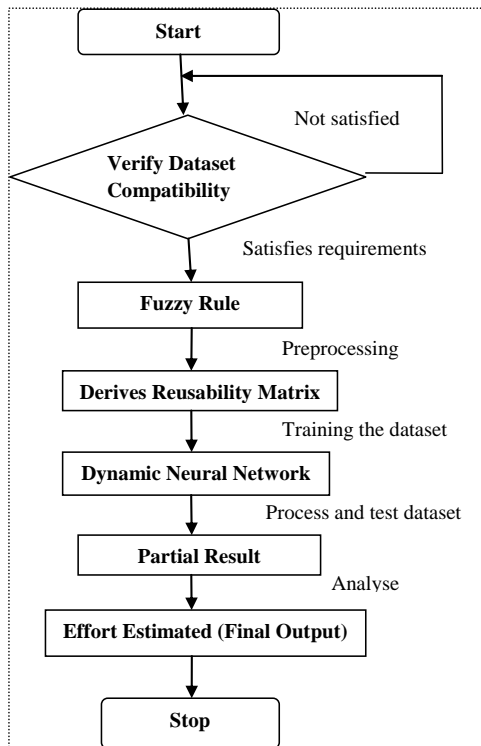 Start
Not satisfied
Verify Dataset
Compatibility
Satisfies requirements
Fuzzy Rule
Preprocessing
Derives Reusability Matrix
Training the dataset
Dynamic Neural Network
Process and test dataset
Partial Result
Analyse
Effort Estimated (Final Output)
Stop